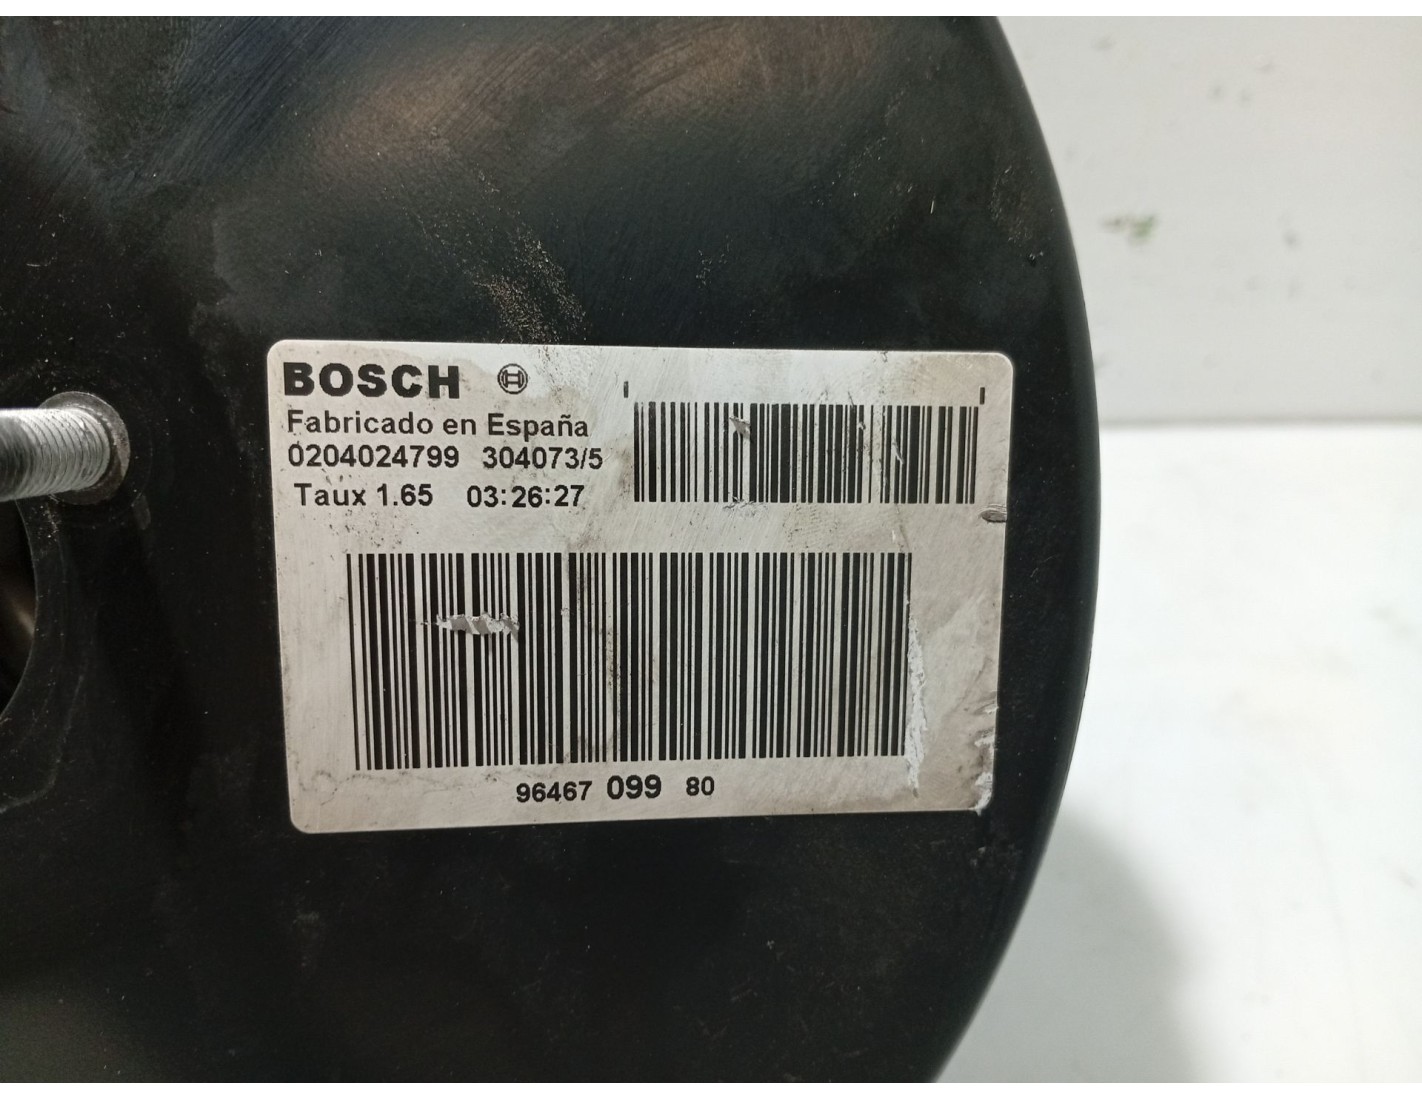 BOSCH
Fabricado en España
0204024799 304073/5
Taux 1.65 03:26:27
96467 099 80